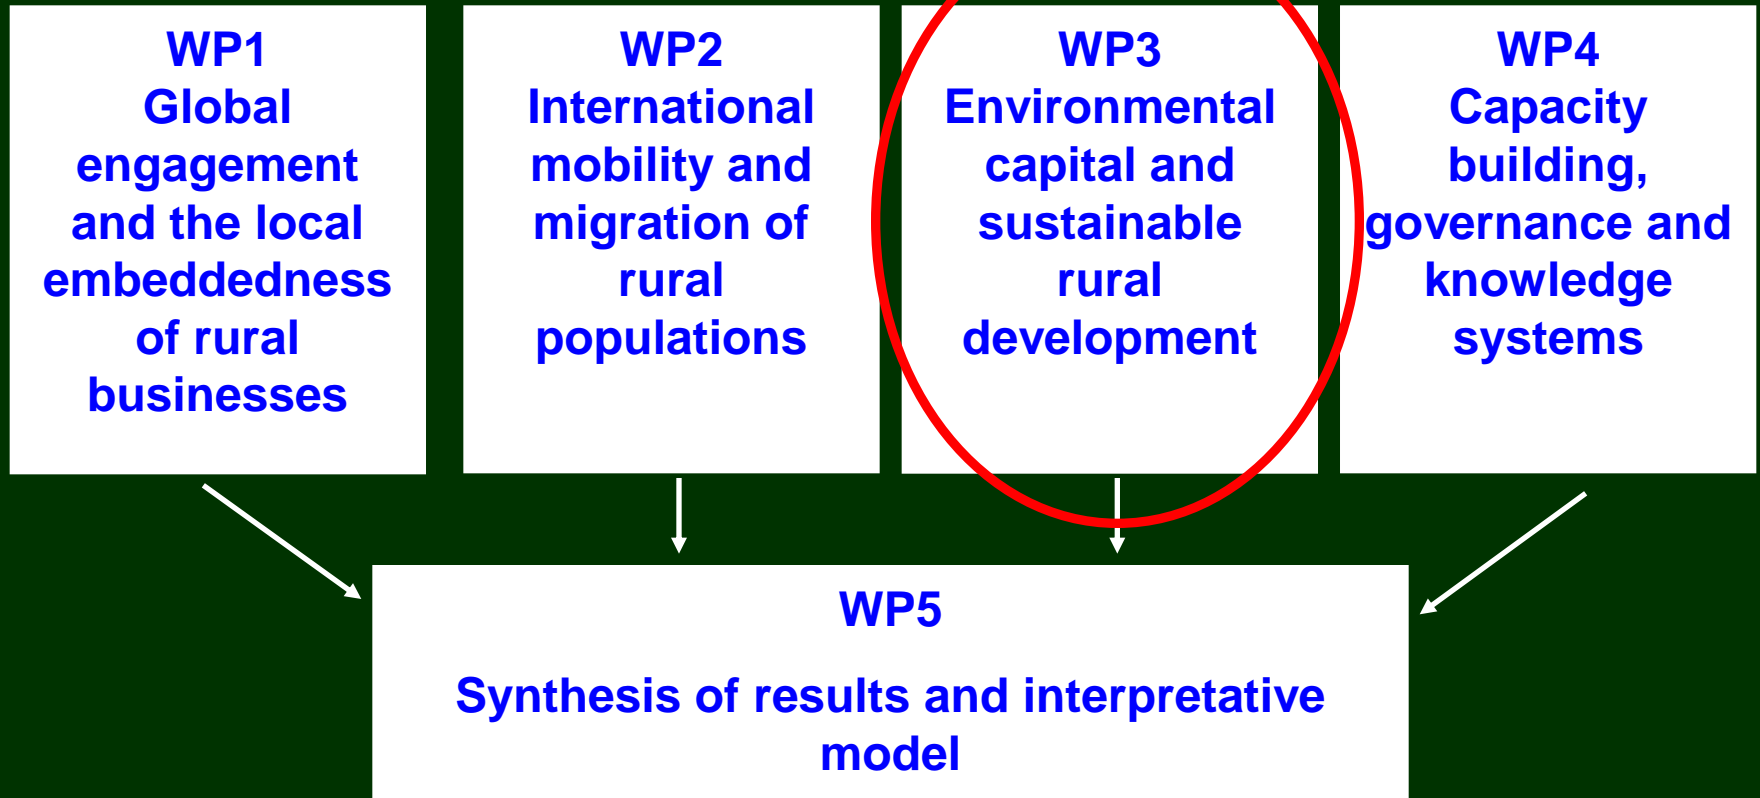 WP1
Global
engagement
and the local
embeddedness
of rural
businesses
WP2
International
mobility and
migration of
rural
populations
WP3
Environmental
capital and
sustainable
rural
development
WP4
Capacity
building,
governance and
knowledge
systems
WP5
Synthesis of results and interpretative
model